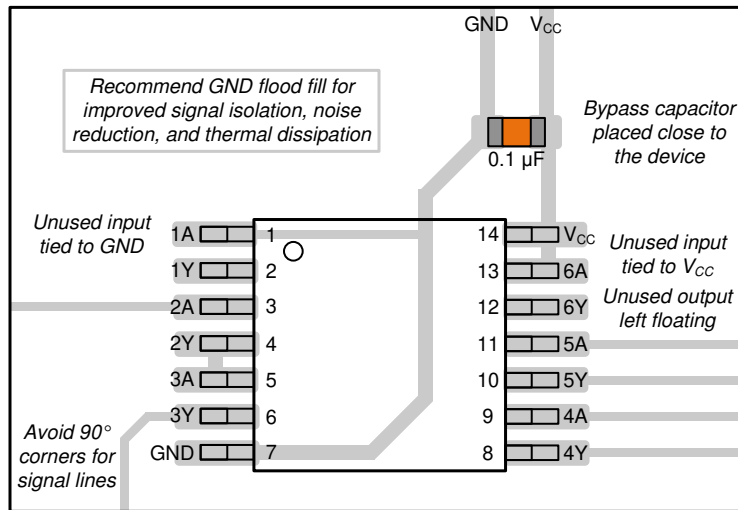 GND VCC
Recommend GND flood fill for
improved signal isolation, noise
reduction, and thermal dissipation
Bypass capacitor
placed close to
the device
0.1 µF
Unused input
tied to GND
1A 1 14 VCC
1Y 2 13 6A
Unused input
tied to VCC
2A 3 12 6Y
Unused output
left floating
2Y 4 11 5A
3A 5 10 5Y
3Y 6 9 4A
GND 7 8 4Y
Avoid 90°
corners for
signal lines